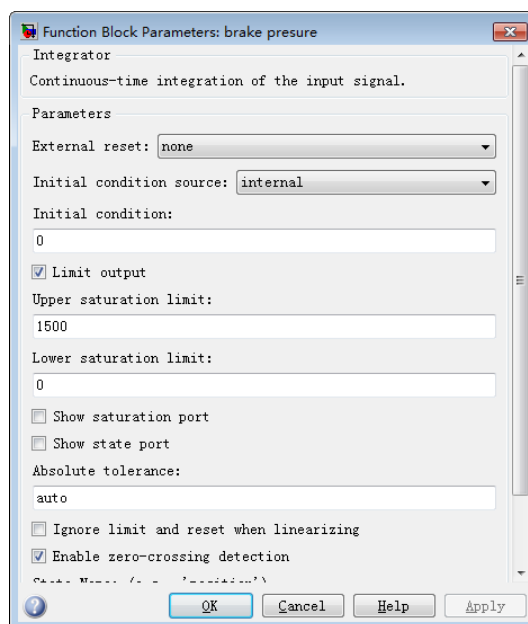 Function Block Parameters: brake presure
Integrator
Continuous-time integration of the input signal.
Parameters
External reset: none
Initial condition source: internal
Initial condition:
0
Limit output
Upper saturation limit:
1500
Lower saturation limit:
0
Show saturation port
Show state port
Absolute tolerance:
auto
Ignore limit and reset when linearizing
Enable zero-crossing detection
State Name: (e.g., 'position')
OK Cancel Help Apply